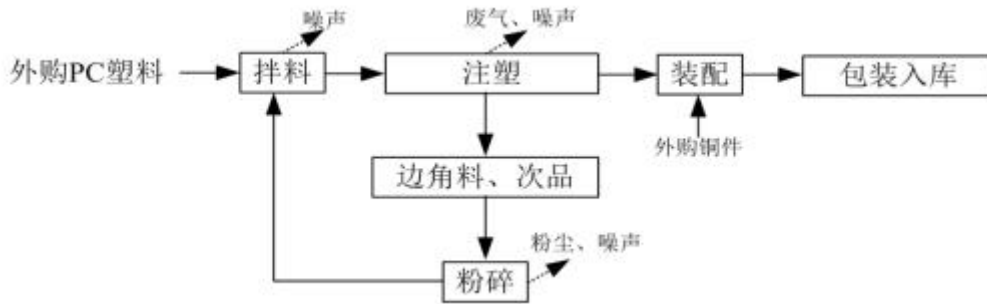 噪声
废气、噪声
外购PC塑料
拌料
注塑
装配
包装入库
外购铜件
边角料、次品
粉尘、噪声
粉碎